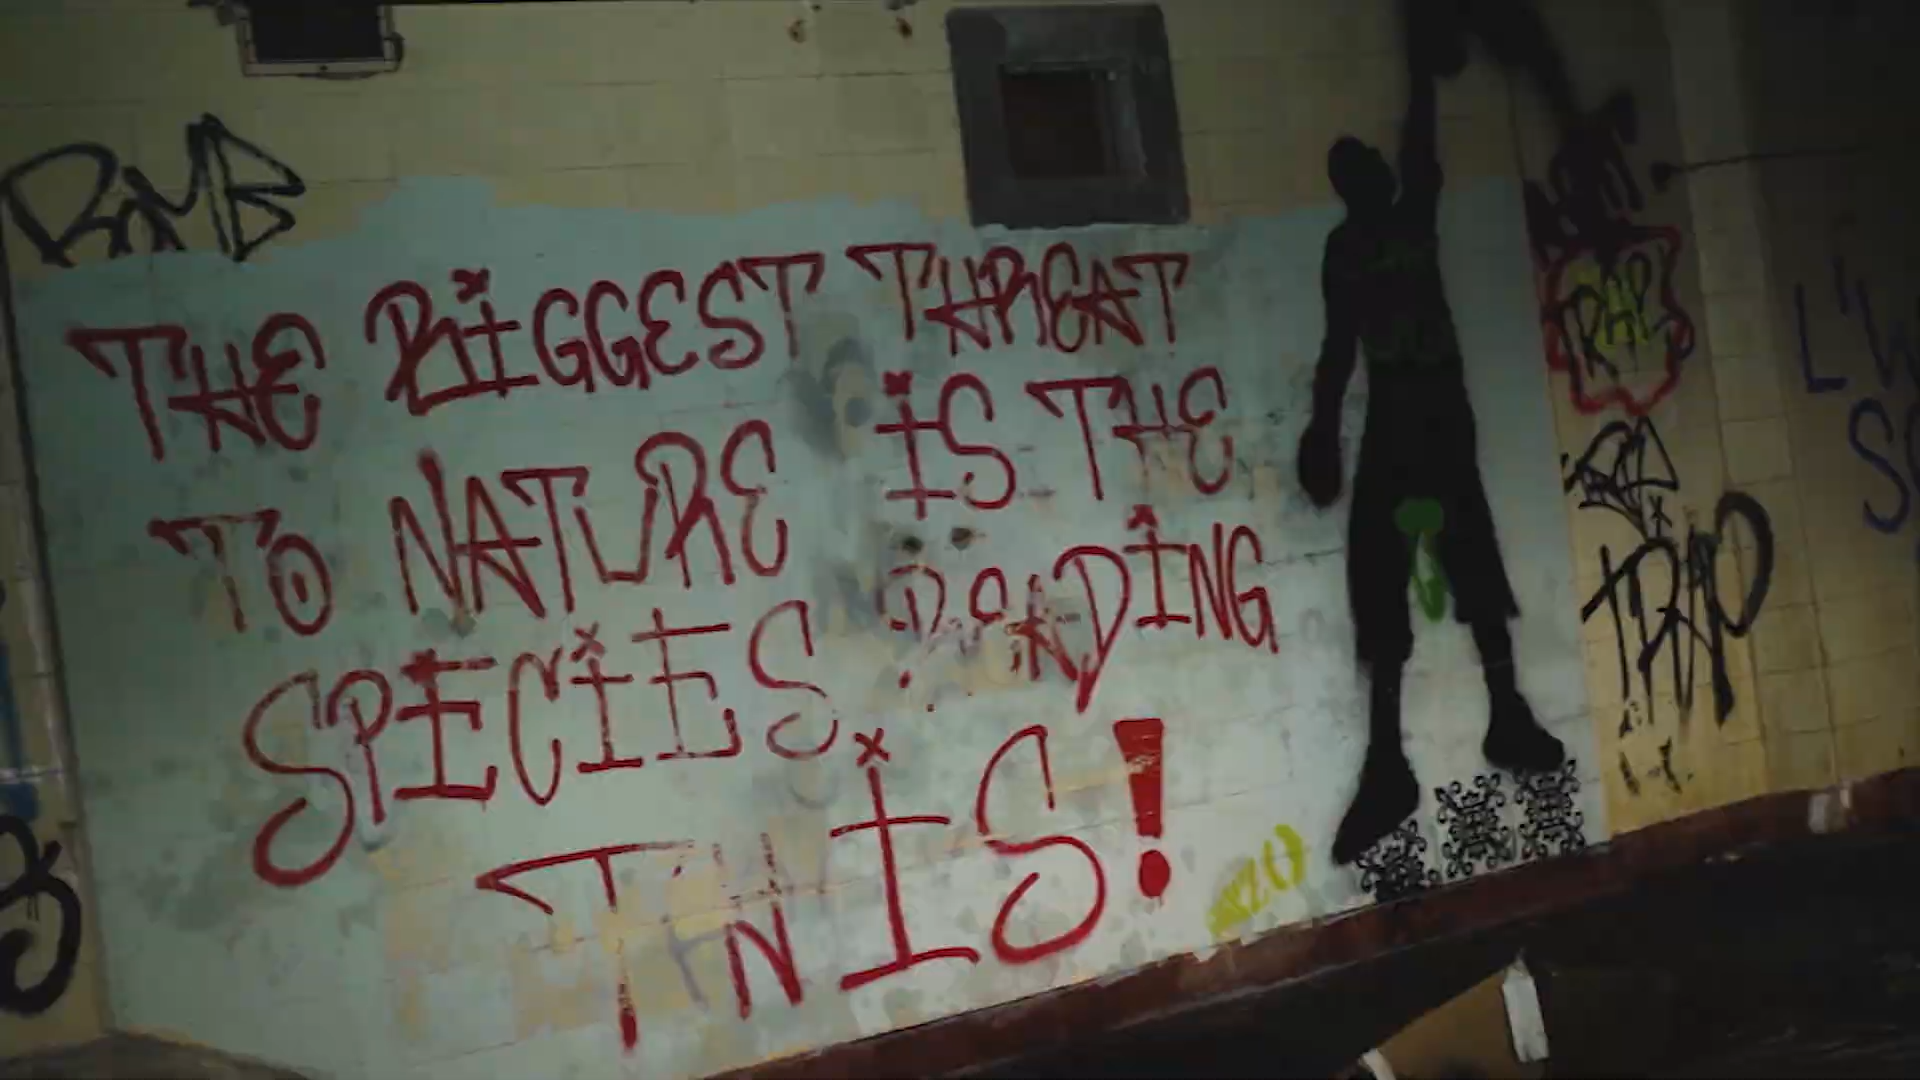 RMB
THE BIGGEST THREAT
TO NATURE IS THE
SPECIES READING
THIS!
TRAP